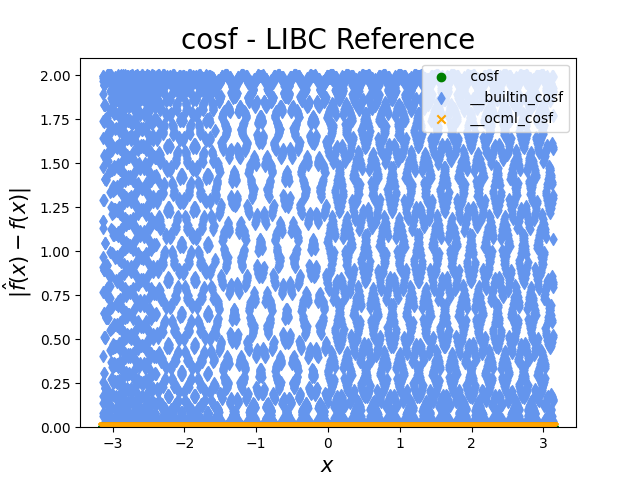 cosf - LIBC Reference
cosf
__builtin_cosf
__ocml_cosf
|f̂(x) − f(x)|
2.00
1.75
1.50
1.25
1.00
0.75
0.50
0.25
0.00
−3 −2 −1 0 1 2 3
x